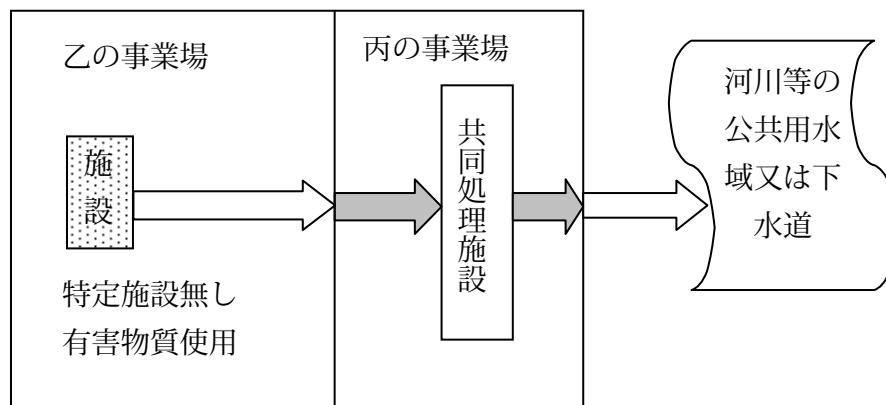 乙の事業場
施設
特定施設無し
有害物質使用
丙の事業場
共同処理施設
河川等の
公共用水
域又は下
水道